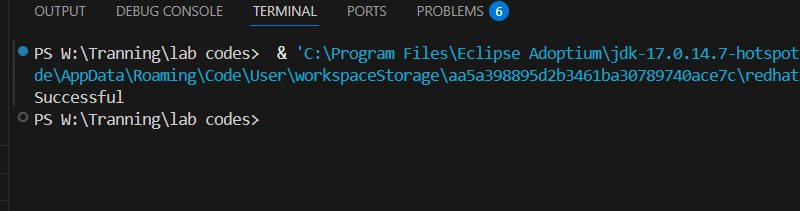 OUTPUT DEBUG CONSOLE TERMINAL PORTS PROBLEMS 6
PS W:\Tranning\lab codes>  & 'C:\Program Files\Eclipse Adoptium\jdk-17.0.14.7-hotspot
de\AppData\Roaming\Code\User\workspaceStorage\aa5a398895d2b3461ba30789740ace7c\redhat
Successful
PS W:\Tranning\lab codes>